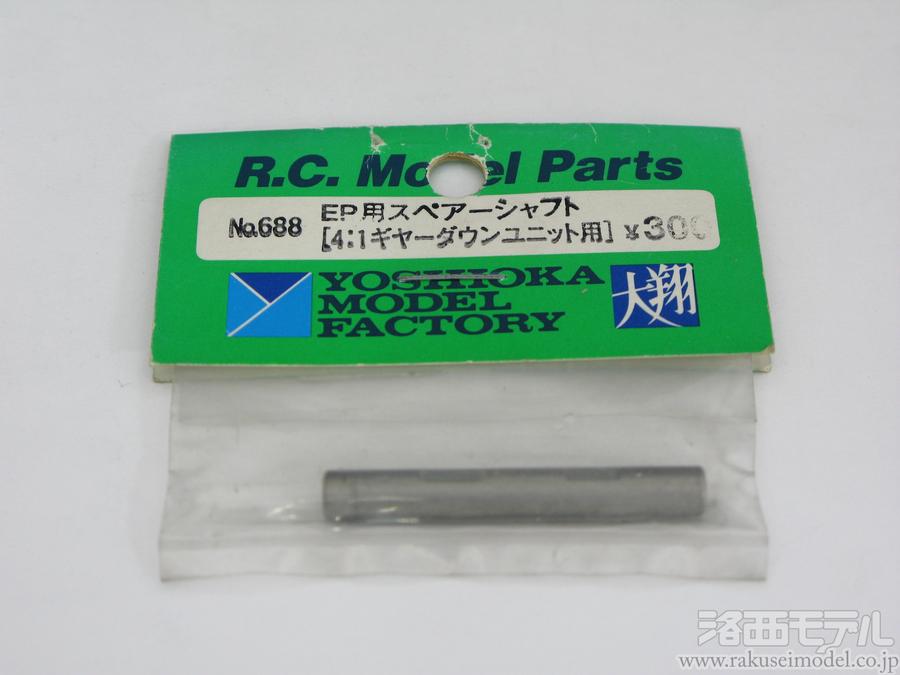 R.C. Model Parts
No.688 EP用スペアーシャフト
[4:1ギヤーダウンユニット用] ¥300
YOSHIOKA
MODEL
FACTORY
大翔
洛西モデル
www.rakuseimodel.co.jp